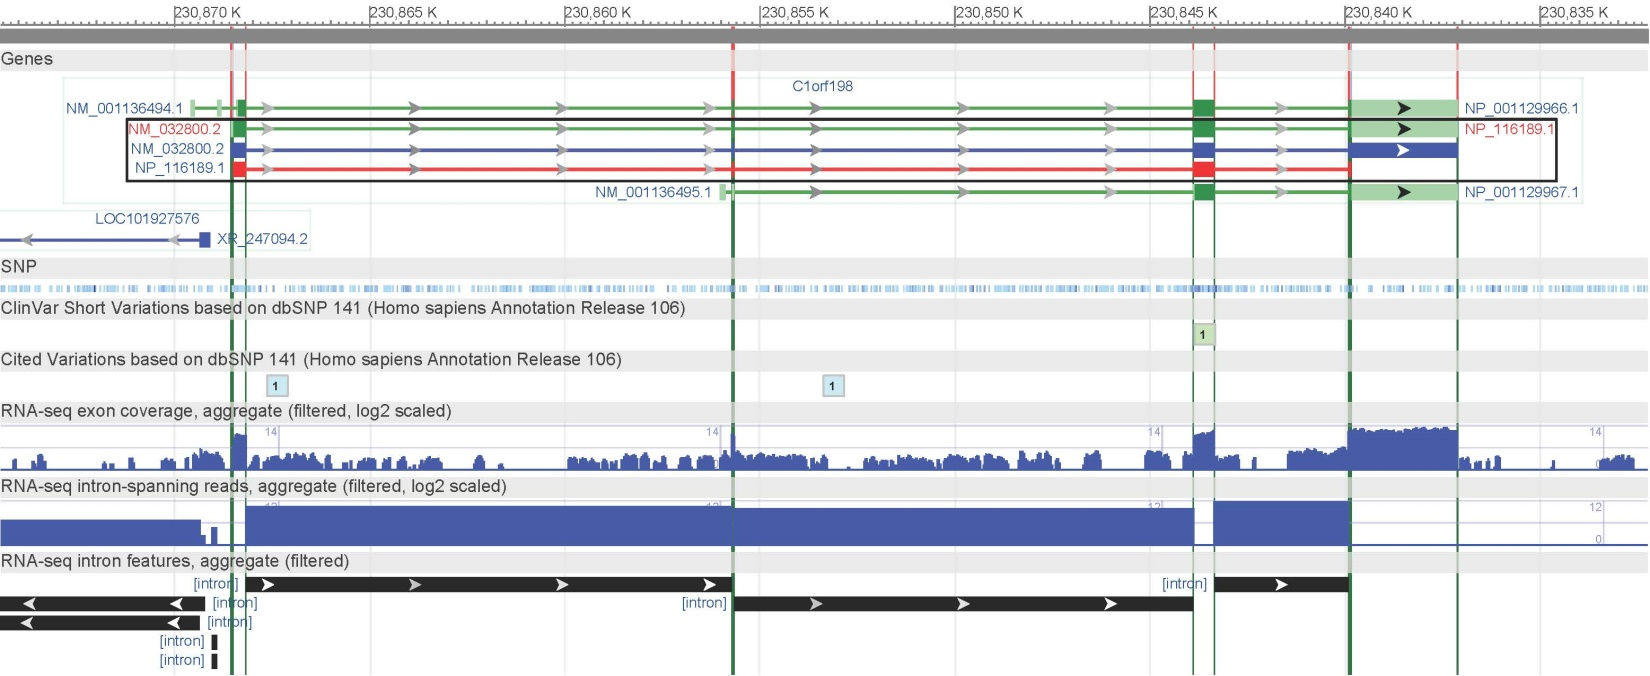 230,870 K 230,865 K 230,860 K 230,855 K 230,850 K 230,845 K 230,840 K 230,835 K
Genes
C1orf198
NM_001136494.1 NP_001129966.1
NM_032800.2 NP_116189.1
NM_032800.2
NP_116189.1
NM_001136495.1 NP_001129967.1
LOC101927576
XR_247094.2
SNP
ClinVar Short Variations based on dbSNP 141 (Homo sapiens Annotation Release 106)
1
Cited Variations based on dbSNP 141 (Homo sapiens Annotation Release 106)
1 1
RNA-seq exon coverage, aggregate (filtered, log2 scaled)
14 14 14 14
RNA-seq intron-spanning reads, aggregate (filtered, log2 scaled)
12 12 12 12
0
RNA-seq intron features, aggregate (filtered)
[intron] [intron]
[intron] [intron]
[intron]
[intron]
[intron]